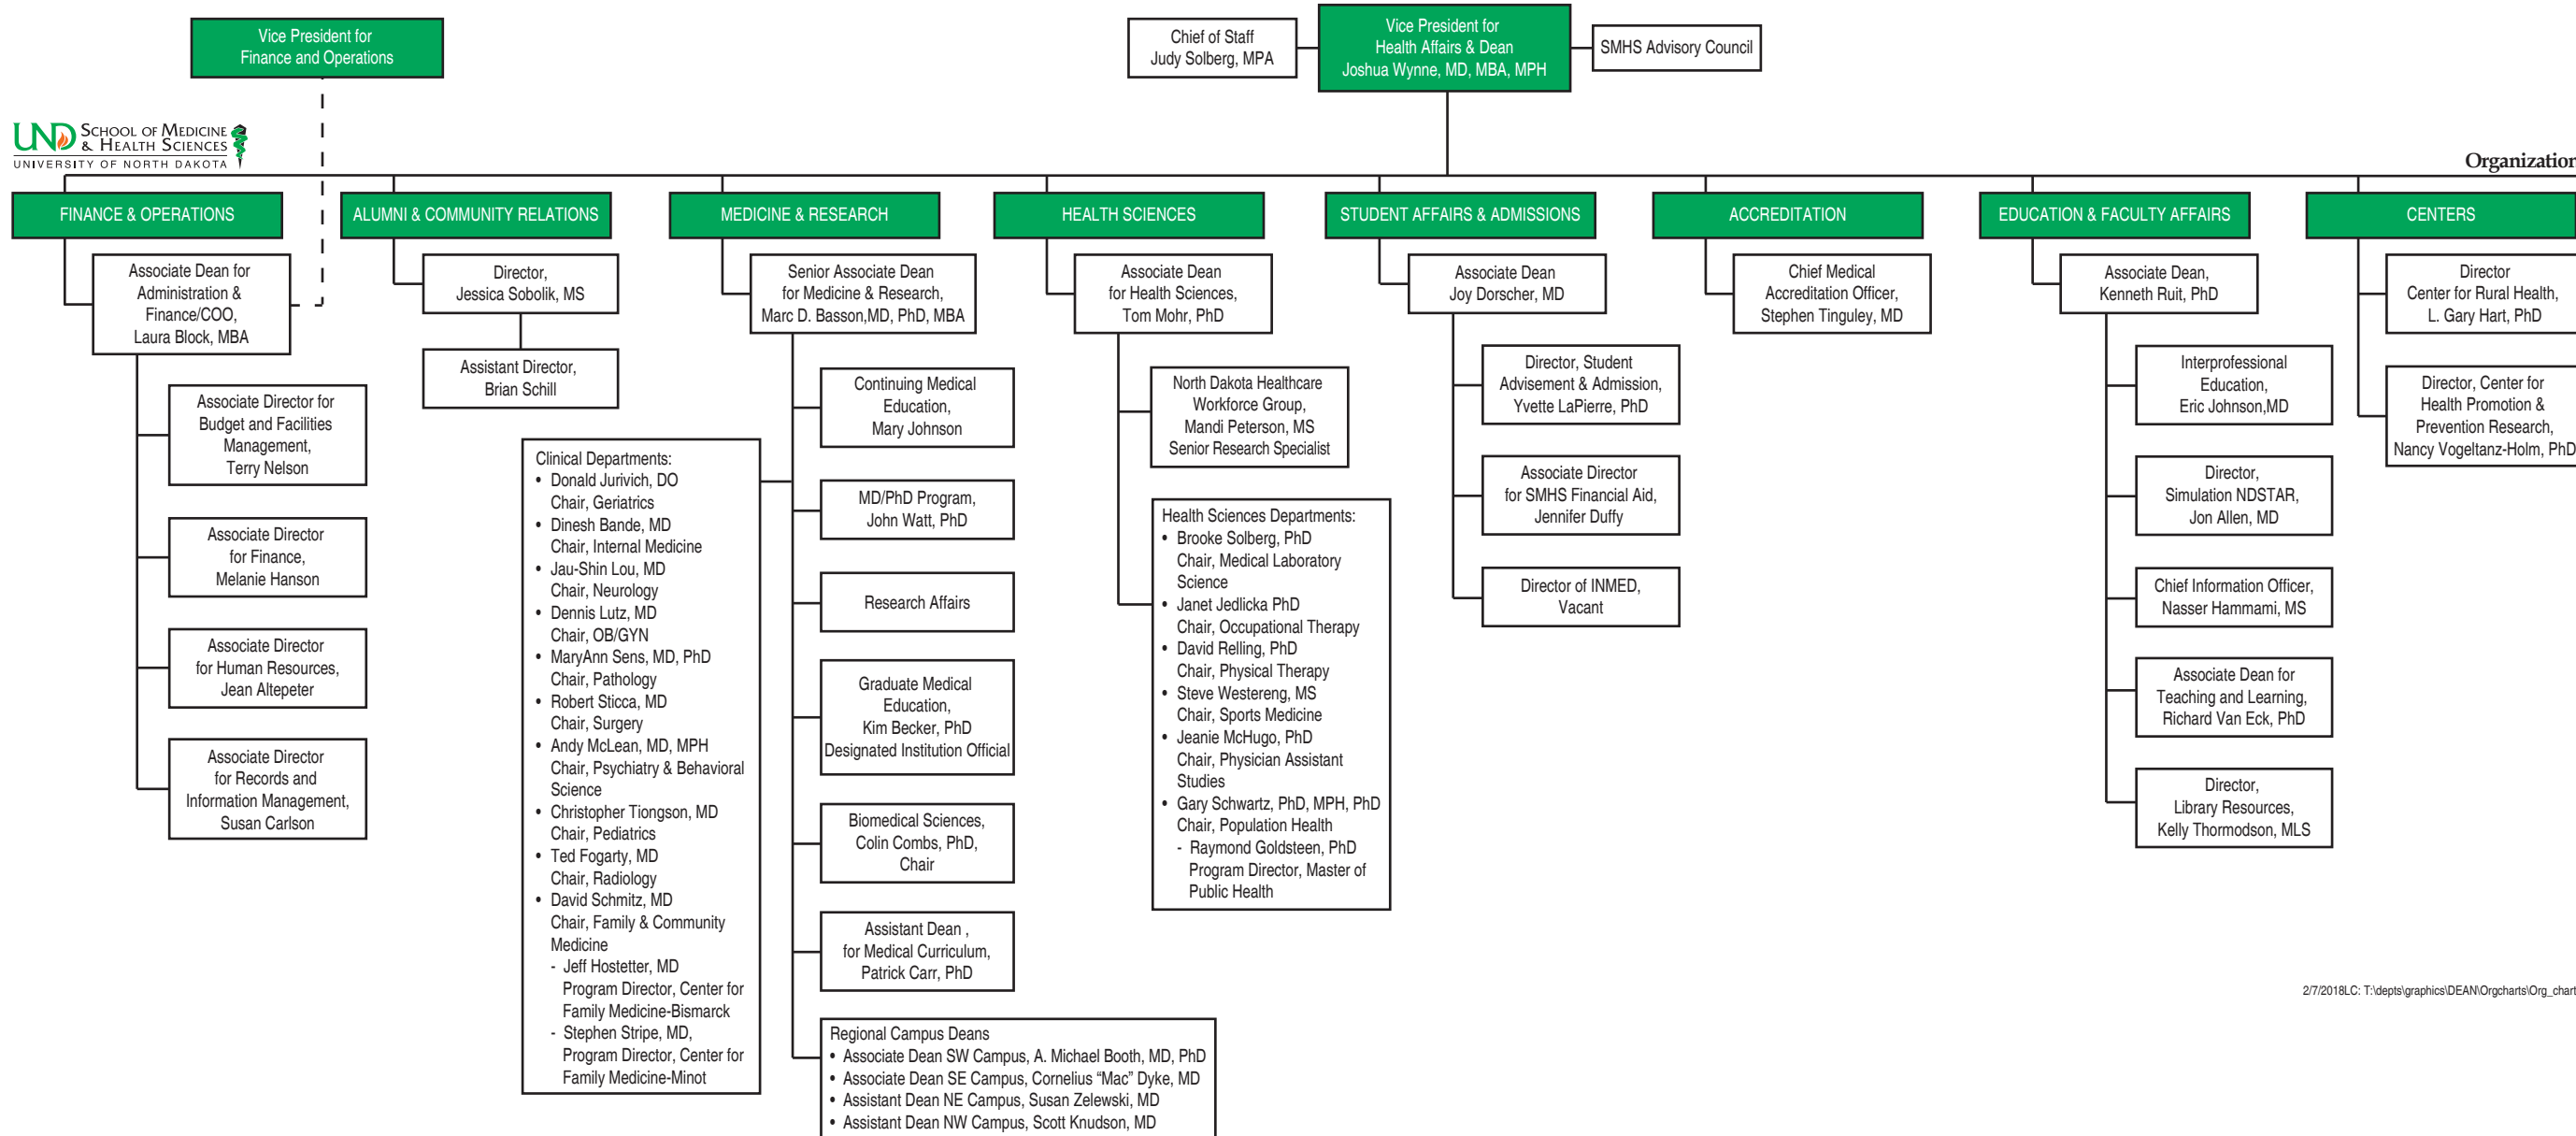 Vice President for
Finance and Operations
Chief of Staff
Judy Solberg, MPA
Vice President for
Health Affairs & Dean
Joshua Wynne, MD, MBA, MPH
SMHS Advisory Council
UND SCHOOL OF MEDICINE
& HEALTH SCIENCES
UNIVERSITY OF NORTH DAKOTA
Organization
FINANCE & OPERATIONS
Associate Dean for
Administration &
Finance/COO,
Laura Block, MBA
Associate Director for
Budget and Facilities
Management,
Terry Nelson
Associate Director
for Finance,
Melanie Hanson
Associate Director
for Human Resources,
Jean Altepeter
Associate Director
for Records and
Information Management,
Susan Carlson
ALUMNI & COMMUNITY RELATIONS
Director,
Jessica Sobolik, MS
Assistant Director,
Brian Schill
MEDICINE & RESEARCH
Senior Associate Dean
for Medicine & Research,
Marc D. Basson,MD, PhD, MBA
Clinical Departments:
• Donald Jurivich, DO
Chair, Geriatrics
• Dinesh Bande, MD
Chair, Internal Medicine
• Jau-Shin Lou, MD
Chair, Neurology
• Dennis Lutz, MD
Chair, OB/GYN
• MaryAnn Sens, MD, PhD
Chair, Pathology
• Robert Sticca, MD
Chair, Surgery
• Andy McLean, MD, MPH
Chair, Psychiatry & Behavioral
Science
• Christopher Tiongson, MD
Chair, Pediatrics
• Ted Fogarty, MD
Chair, Radiology
• David Schmitz, MD
Chair, Family & Community
Medicine
- Jeff Hostetter, MD
Program Director, Center for
Family Medicine-Bismarck
- Stephen Stripe, MD,
Program Director, Center for
Family Medicine-Minot
Continuing Medical
Education,
Mary Johnson
MD/PhD Program,
John Watt, PhD
Research Affairs
Graduate Medical
Education,
Kim Becker, PhD
Designated Institution Official
Biomedical Sciences,
Colin Combs, PhD,
Chair
Assistant Dean ,
for Medical Curriculum,
Patrick Carr, PhD
Regional Campus Deans
• Associate Dean SW Campus, A. Michael Booth, MD, PhD
• Associate Dean SE Campus, Cornelius “Mac” Dyke, MD
• Assistant Dean NE Campus, Susan Zelewski, MD
• Assistant Dean NW Campus, Scott Knudson, MD
HEALTH SCIENCES
Associate Dean
for Health Sciences,
Tom Mohr, PhD
North Dakota Healthcare
Workforce Group,
Mandi Peterson, MS
Senior Research Specialist
Health Sciences Departments:
• Brooke Solberg, PhD
Chair, Medical Laboratory
Science
• Janet Jedlicka PhD
Chair, Occupational Therapy
• David Relling, PhD
Chair, Physical Therapy
• Steve Westereng, MS
Chair, Sports Medicine
• Jeanie McHugo, PhD
Chair, Physician Assistant
Studies
• Gary Schwartz, PhD, MPH, PhD
Chair, Population Health
- Raymond Goldsteen, PhD
Program Director, Master of
Public Health
STUDENT AFFAIRS & ADMISSIONS
Associate Dean
Joy Dorscher, MD
Director, Student
Advisement & Admission,
Yvette LaPierre, PhD
Associate Director
for SMHS Financial Aid,
Jennifer Duffy
Director of INMED,
Vacant
ACCREDITATION
Chief Medical
Accreditation Officer,
Stephen Tinguley, MD
EDUCATION & FACULTY AFFAIRS
Associate Dean,
Kenneth Ruit, PhD
Interprofessional
Education,
Eric Johnson,MD
Director,
Simulation NDSTAR,
Jon Allen, MD
Chief Information Officer,
Nasser Hammami, MS
Associate Dean for
Teaching and Learning,
Richard Van Eck, PhD
Director,
Library Resources,
Kelly Thormodson, MLS
CENTERS
Director
Center for Rural Health,
L. Gary Hart, PhD
Director, Center for
Health Promotion &
Prevention Research,
Nancy Vogeltanz-Holm, PhD
2/7/2018LC: T:\depts\graphics\DEAN\Orgcharts\Org_chart